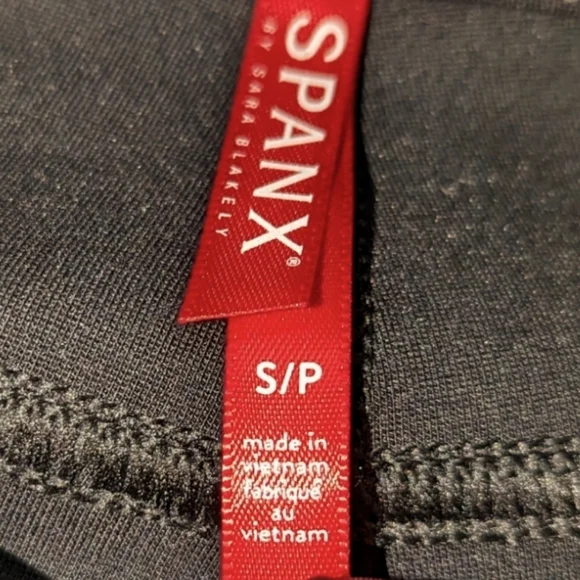 SPANX®
BY SARA BLAKELY
S/P
made in
vietnam
fabriqué
au
vietnam